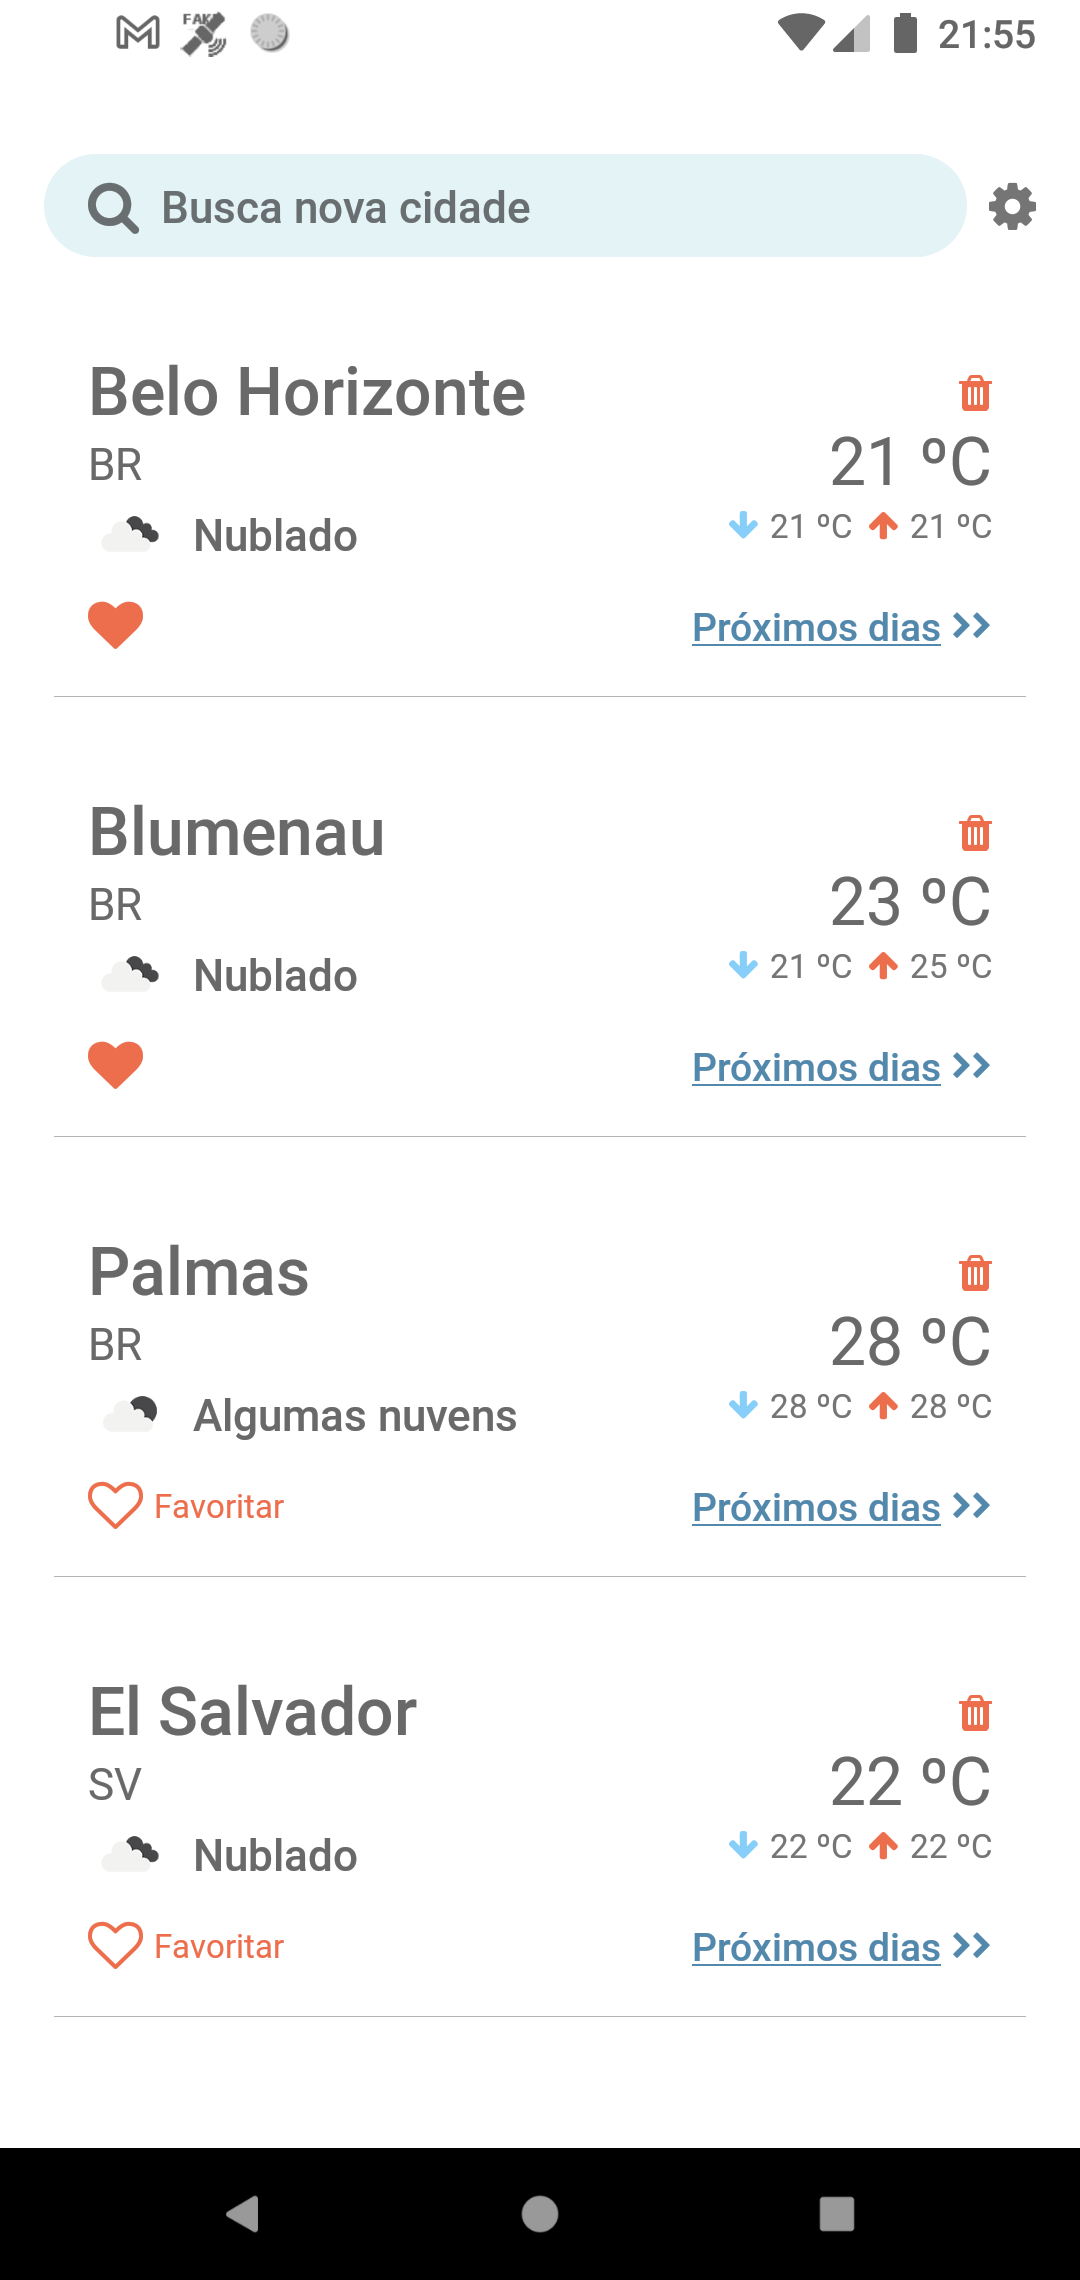 FAKE
21:55
Busca nova cidade
Belo Horizonte
BR
21 ºC
Nublado
21 ºC 21 ºC
Próximos dias
Blumenau
BR
23 ºC
Nublado
21 ºC 25 ºC
Próximos dias
Palmas
BR
28 ºC
Algumas nuvens
28 ºC 28 ºC
Favoritar
Próximos dias
El Salvador
SV
22 ºC
Nublado
22 ºC 22 ºC
Favoritar
Próximos dias